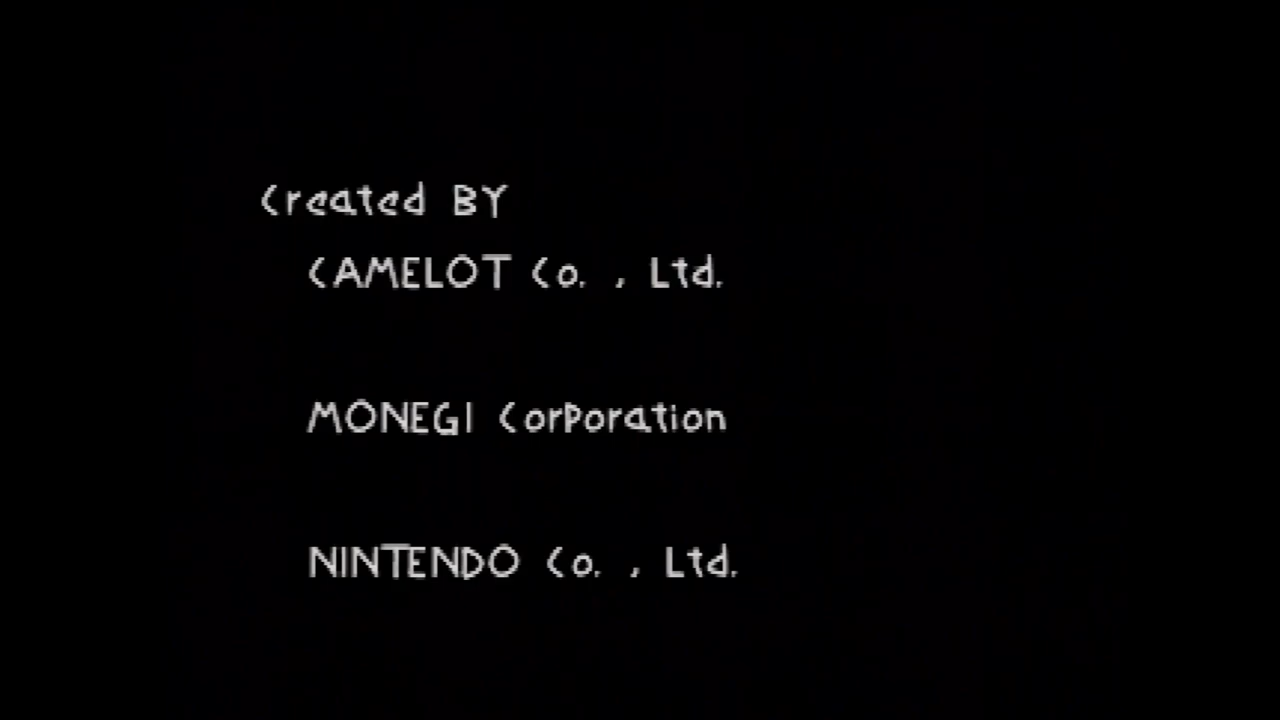 Created BY
CAMELOT Co. , Ltd.
MONEGI Corporation
NINTENDO Co. , Ltd.